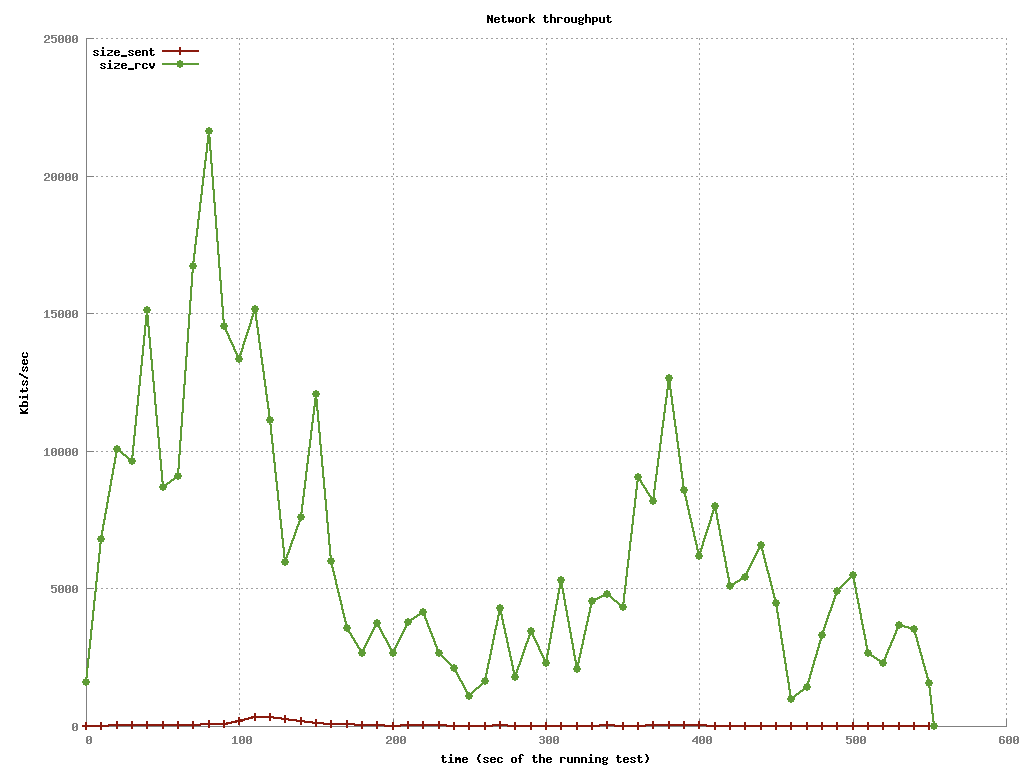 Network throughput
25000
size_sent
size_rcv
20000
15000
Kbits/sec
10000
5000
0
0 100 200 300 400 500 600
time (sec of the running test)